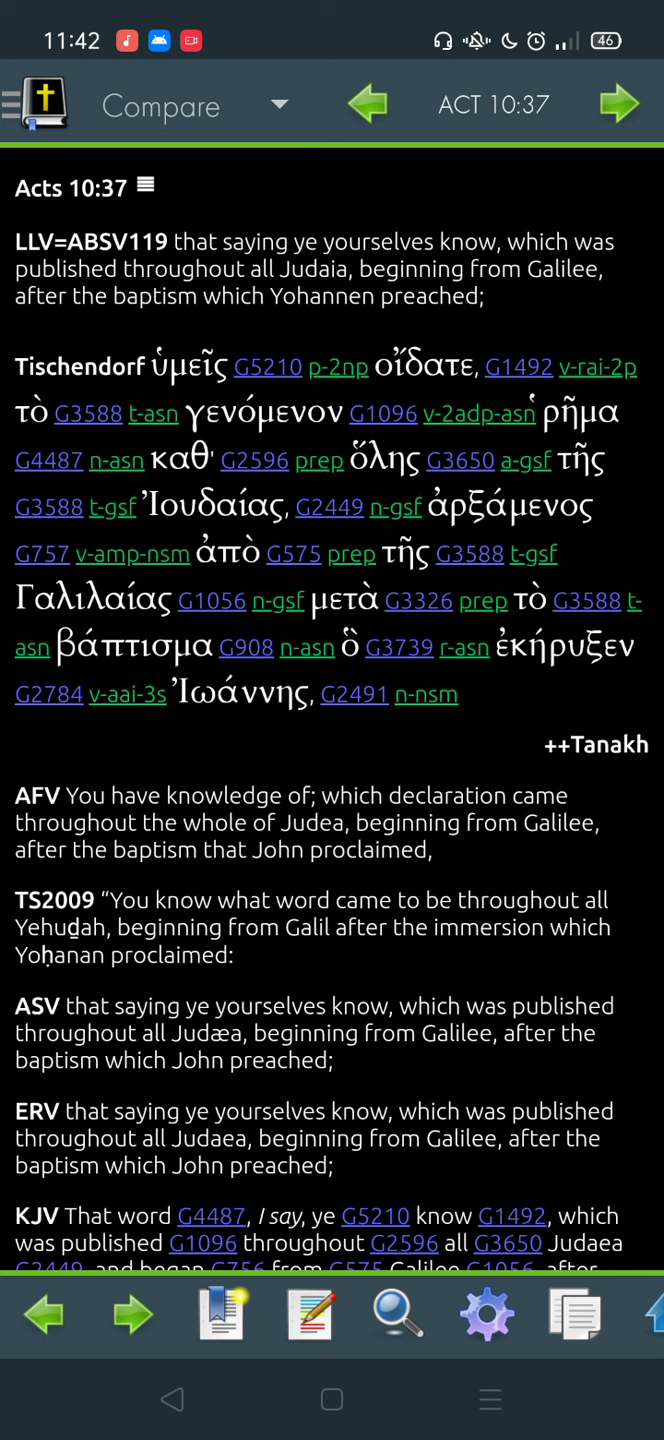 11:42
46
Compare
ACT 10:37
Acts 10:37
LLV=ABSV119 that saying ye yourselves know, which was
published throughout all Judaia, beginning from Galilee,
after the baptism which Yohannen preached;
Tischendorf ὑμεῖς G5210 p-2np οἴδατε, G1492 v-rai-2p
τὸ G3588 t-asn γενόμενον G1096 v-2adp-asn ῥῆμα
G4487 n-asn καθ' G2596 prep ὅλης G3650 a-gsf τῆς
G3588 t-gsf Ἰουδαίας, G2449 n-gsf ἀρξάμενος
G757 v-amp-nsm ἀπὸ G575 prep τῆς G3588 t-gsf
Γαλιλαίας G1056 n-gsf μετὰ G3326 prep τὸ G3588 t-
asn βάπτισμα G908 n-asn ὃ G3739 r-asn ἐκήρυξεν
G2784 v-aai-3s Ἰωάννης, G2491 n-nsm
++Tanakh
AFV You have knowledge of; which declaration came
throughout the whole of Judea, beginning from Galilee,
after the baptism that John proclaimed,
TS2009 “You know what word came to be throughout all
Yehuḏah, beginning from Galil after the immersion which
Yoḥanan proclaimed:
ASV that saying ye yourselves know, which was published
throughout all Judæa, beginning from Galilee, after the
baptism which John preached;
ERV that saying ye yourselves know, which was published
throughout all Judaea, beginning from Galilee, after the
baptism which John preached;
KJV That word G4487, I say, ye G5210 know G1492, which
was published G1096 throughout G2596 all G3650 Judaea
G2449, and began G756 from G575 Galilee G1056, after